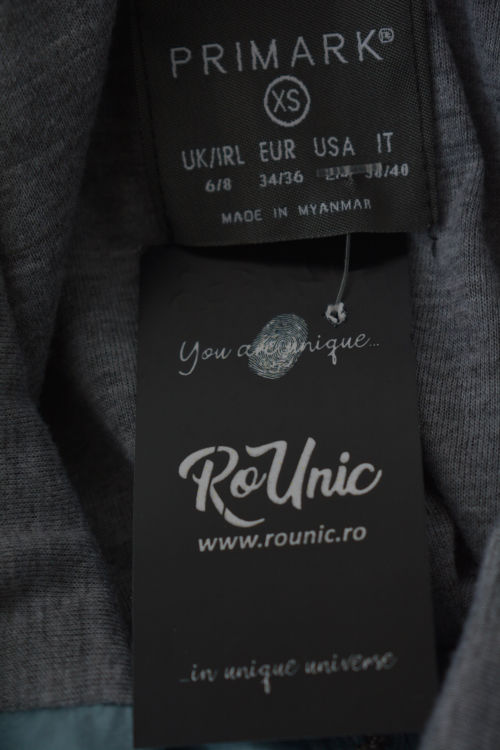 PRIMARK®
XS
UK/IRL EUR USA IT
6/8 34/36 /40
MADE IN MYANMAR
You are unique...
RoUnic
www.rounic.ro
...in unique universe